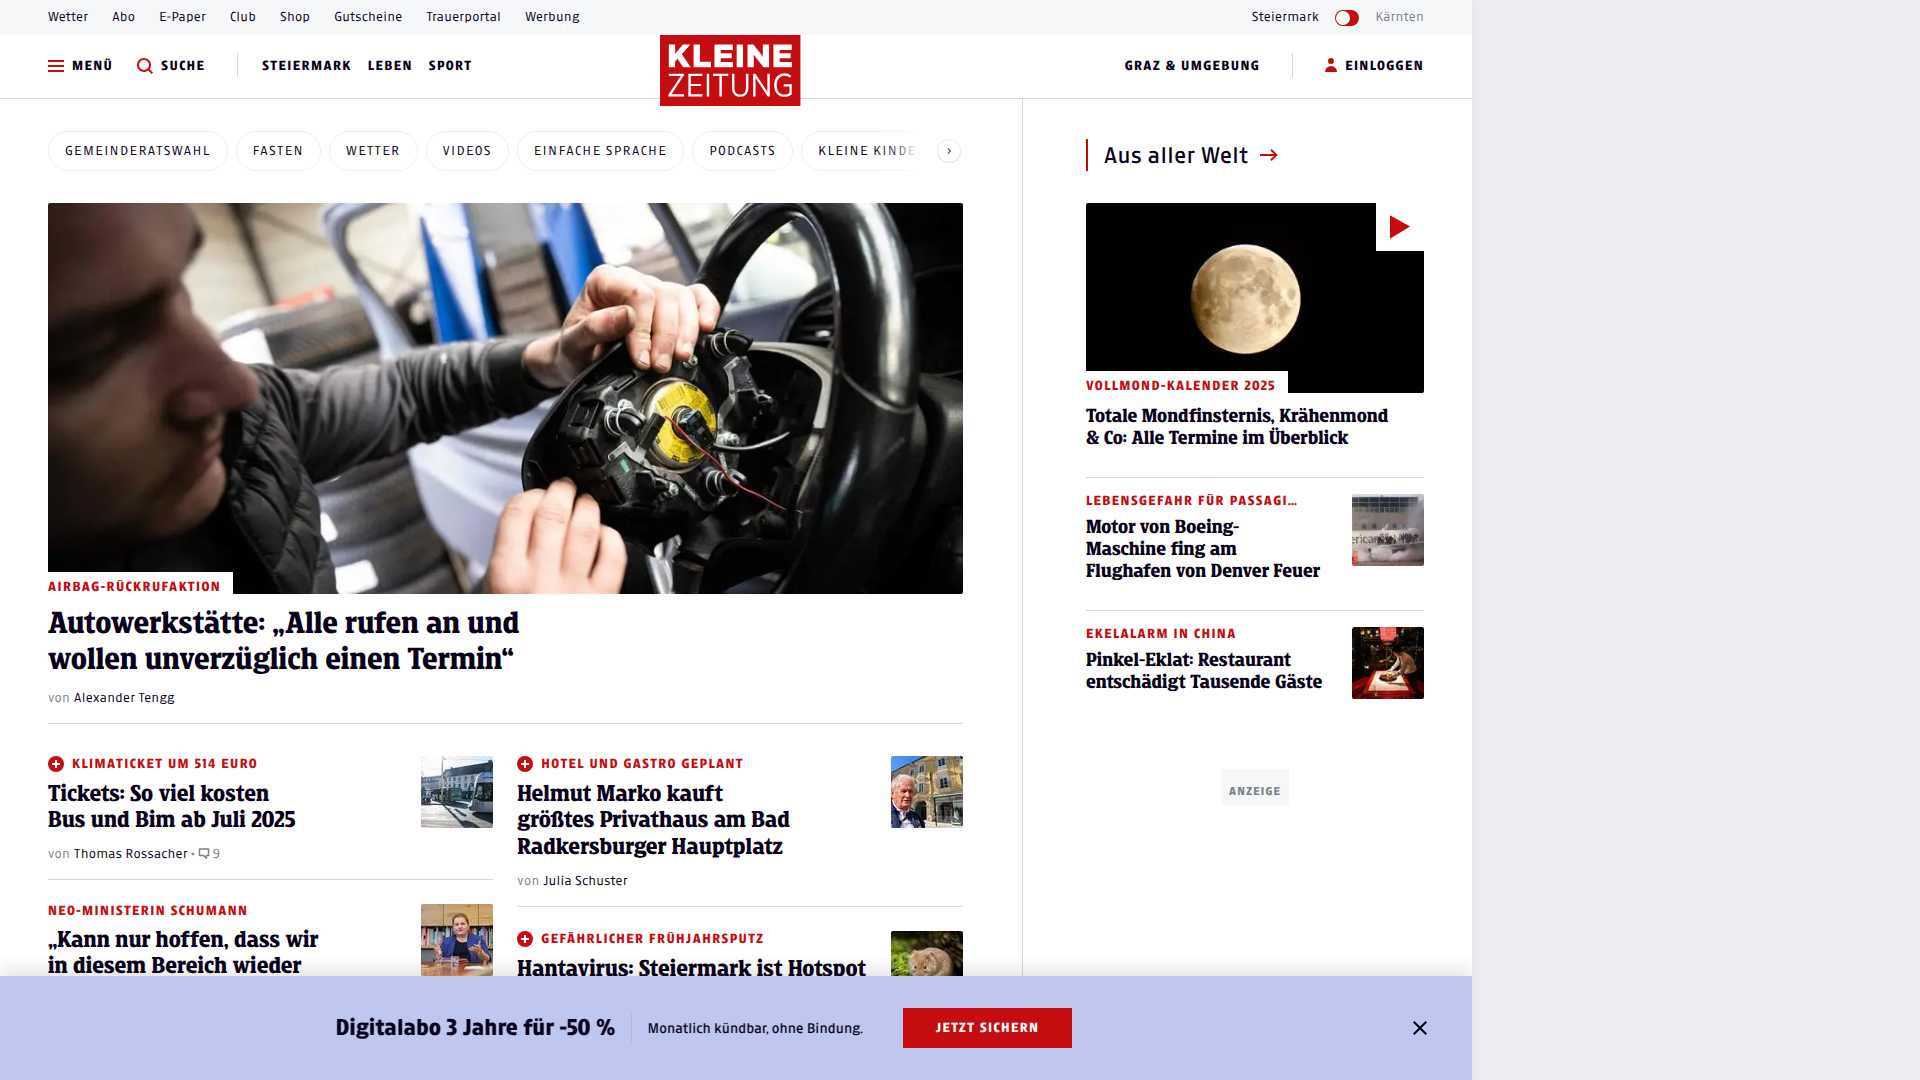 Wetter Abo E-Paper Club Shop Gutscheine Trauerportal Werbung Steiermark Kärnten
MENÜ SUCHE STEIERMARK LEBEN SPORT KLEINE ZEITUNG GRAZ & UMGEBUNG EINLOGGEN
GEMEINDERATSWAHL FASTEN WETTER VIDEOS EINFACHE SPRACHE PODCASTS KLEINE KINDE
AIRBAG-RÜCKRUFAKTION
Autowerkstätte: „Alle rufen an und
wollen unverzüglich einen Termin“
von Alexander Tengg
KLIMATICKET UM 514 EURO
Tickets: So viel kosten
Bus und Bim ab Juli 2025
von Thomas Rossacher · 9
NEO-MINISTERIN SCHUMANN
„Kann nur hoffen, dass wir
in diesem Bereich wieder
HOTEL UND GASTRO GEPLANT
Helmut Marko kauft
größtes Privathaus am Bad
Radkersburger Hauptplatz
von Julia Schuster
GEFÄHRLICHER FRÜHJAHRSPUTZ
Hantavirus: Steiermark ist Hotspot
Aus aller Welt
VOLLMOND-KALENDER 2025
Totale Mondfinsternis, Krähenmond
& Co: Alle Termine im Überblick
LEBENSGEFAHR FÜR PASSAGI...
Motor von Boeing-
Maschine fing am
Flughafen von Denver Feuer
EKELALARM IN CHINA
Pinkel-Eklat: Restaurant
entschädigt Tausende Gäste
ANZEIGE
Digitalabo 3 Jahre für -50 % Monatlich kündbar, ohne Bindung. JETZT SICHERN